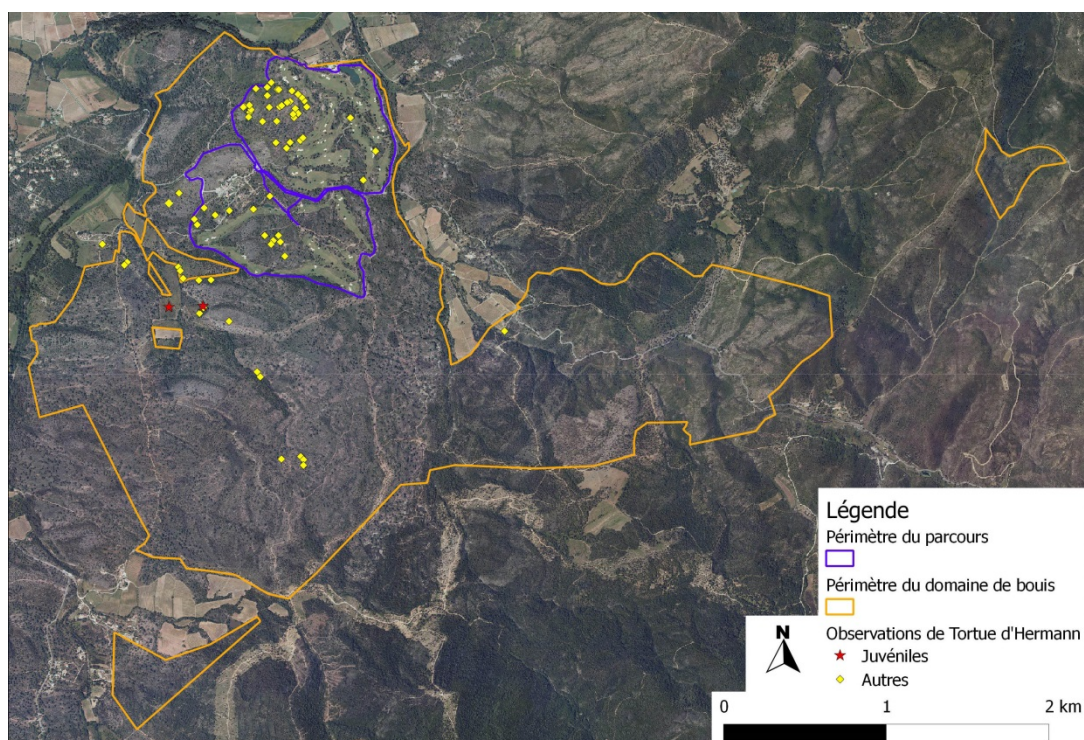 Légende
Périmètre du parcours
Périmètre du domaine de bouis
Observations de Tortue d'Hermann
Juvéniles
Autres
N
0 1 2 km